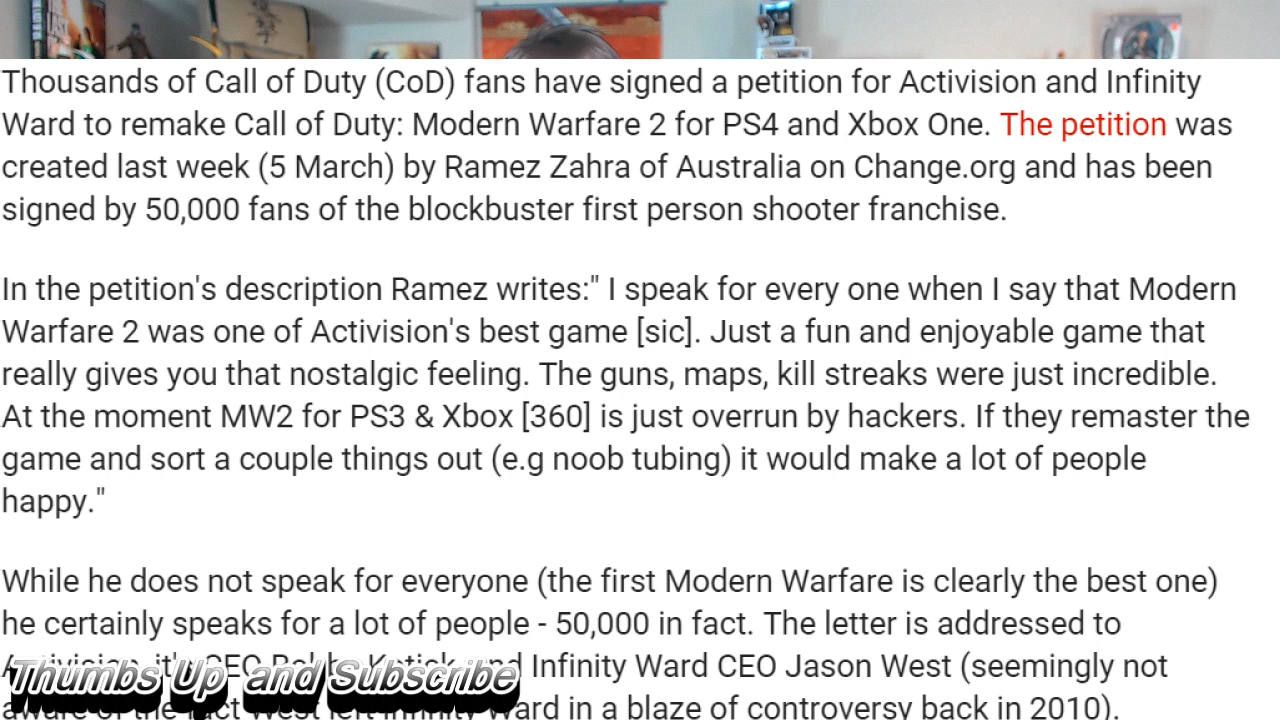 Thousands of Call of Duty (CoD) fans have signed a petition for Activision and Infinity
Ward to remake Call of Duty: Modern Warfare 2 for PS4 and Xbox One. The petition was
created last week (5 March) by Ramez Zahra of Australia on Change.org and has been
signed by 50,000 fans of the blockbuster first person shooter franchise.
In the petition's description Ramez writes:" I speak for every one when I say that Modern
Warfare 2 was one of Activision's best game [sic]. Just a fun and enjoyable game that
really gives you that nostalgic feeling. The guns, maps, kill streaks were just incredible.
At the moment MW2 for PS3 & Xbox [360] is just overrun by hackers. If they remaster the
game and sort a couple things out (e.g noob tubing) it would make a lot of people
happy."
While he does not speak for everyone (the first Modern Warfare is clearly the best one)
he certainly speaks for a lot of people - 50,000 in fact. The letter is addressed to
Infinity Ward CEO Jason West (seemingly not
Thumbs Up and Subscribe
aware of the fact West left Infinity Ward in a blaze of controversy back in 2010).